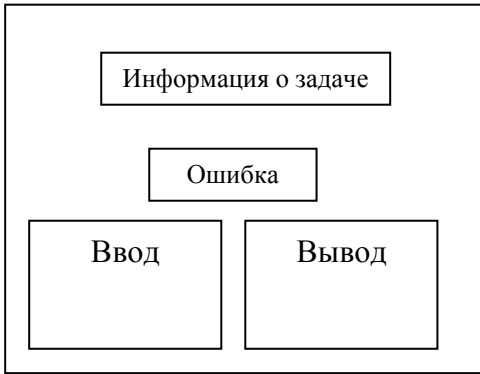 Информация о задаче
Ошибка
Ввод
Вывод